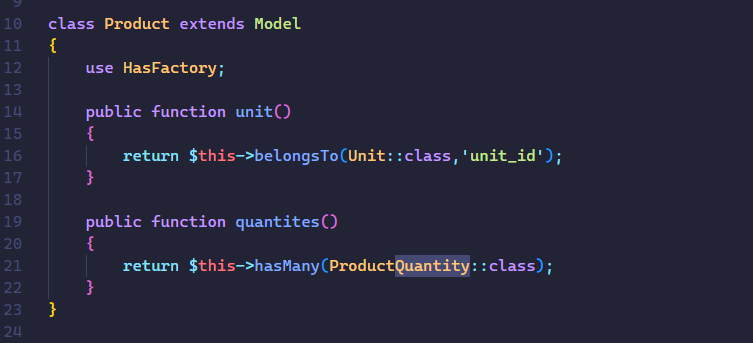 9
10 class Product extends Model
11 {
12     use HasFactory;
13
14     public function unit()
15     {
16         return $this->belongsTo(Unit::class,'unit_id');
17     }
18
19     public function quantites()
20     {
21         return $this->hasMany(ProductQuantity::class);
22     }
23 }
24